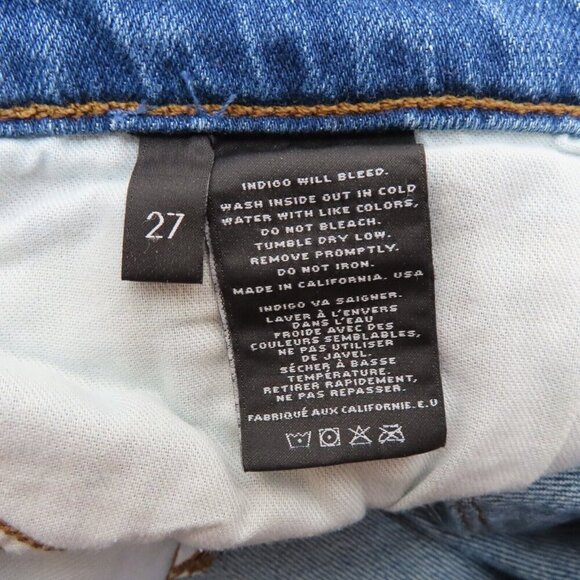 27
INDIGO WILL BLEED.
WASH INSIDE OUT IN COLD
WATER WITH LIKE COLORS,
DO NOT BLEACH.
TUMBLE DRY LOW.
REMOVE PROMPTLY.
DO NOT IRON.
MADE IN CALIFORNIA. USA
INDIGO VA SAIGNER.
LAVER À L'ENVERS
DANS L'EAU
FROIDE AVEC DES
COULEURS SEMBLABLES,
NE PAS UTILISER
DE JAVEL.
SÉCHER À BASSE
TEMPÉRATURE.
RETIRER RAPIDEMENT,
NE PAS REPASSER.
FABRIQUÉ AUX CALIFORNIE.E.U